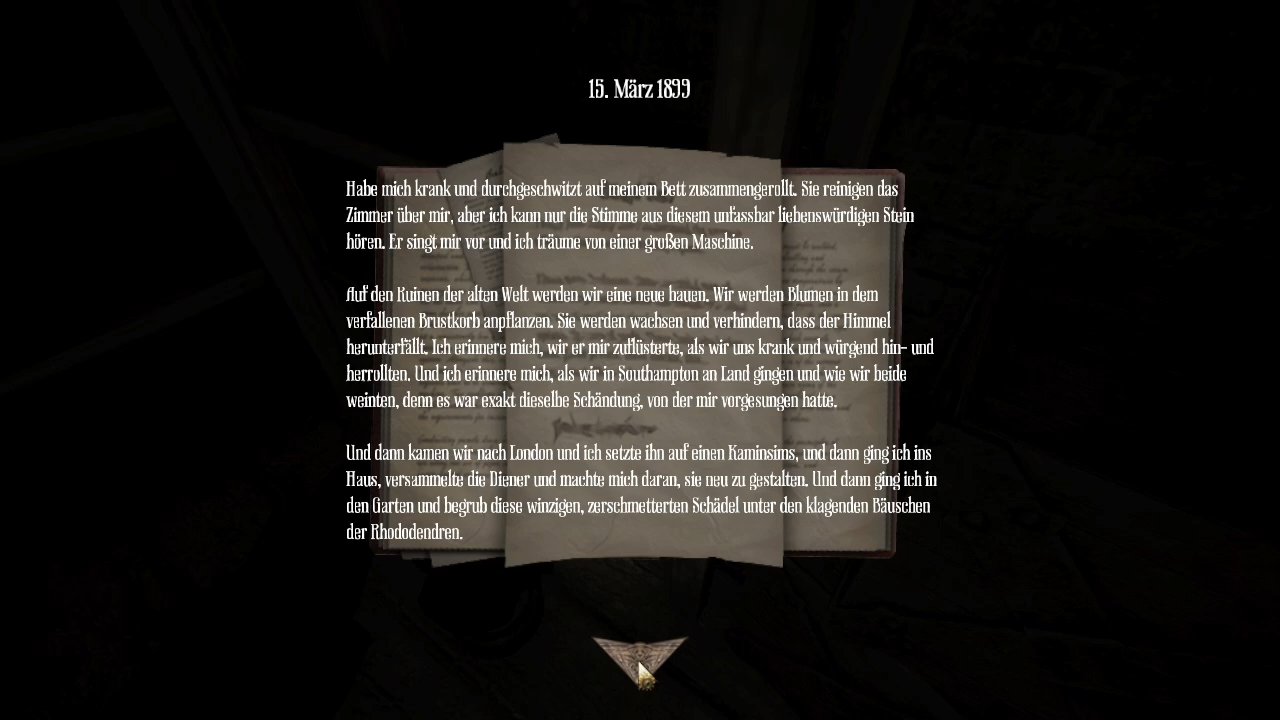 15. März 1899
Habe mich krank und durchgeschwitzt auf meinem Bett zusammengerollt. Sie reinigen das
Zimmer über mir, aber ich kann nur die Stimme aus diesem unfassbar liebenswürdigen Stein
hören. Er singt mir vor und ich träume von einer großen Maschine.
Auf den Ruinen der alten Welt werden wir eine neue bauen. Wir werden Blumen in dem
verfallenen Brustkorb anpflanzen. Sie werden wachsen und verhindern, dass der Himmel
herunterfällt. Ich erinnere mich, wir er mir zuflüsterte, als wir uns krank und würgend hin- und
herrollten. Und ich erinnere mich, als wir in Southampton an Land gingen und wie wir beide
weinten, denn es war exakt dieselbe Schändung, von der mir vorgesungen hatte.
Und dann kamen wir nach London und ich setzte ihn auf einen Kaminsims, und dann ging ich ins
Haus, versammelte die Diener und machte mich daran, sie neu zu gestalten. Und dann ging ich in
den Garten und begrub diese winzigen, zerschmetterten Schädel unter den klagenden Bäuschen
der Rhododendren.